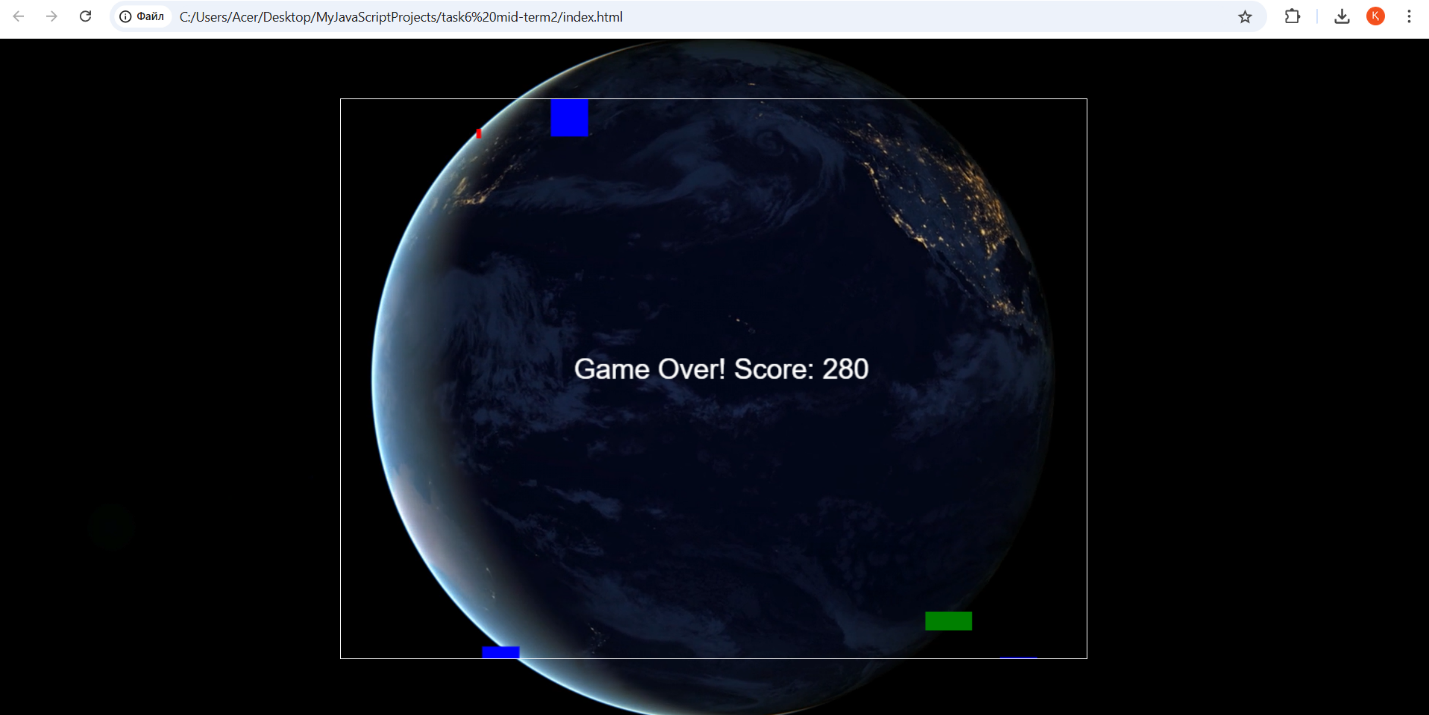 Файл
C:/Users/Acer/Desktop/MyJavaScriptProjects/task6%20mid-term2/index.html
K
Game Over! Score: 280